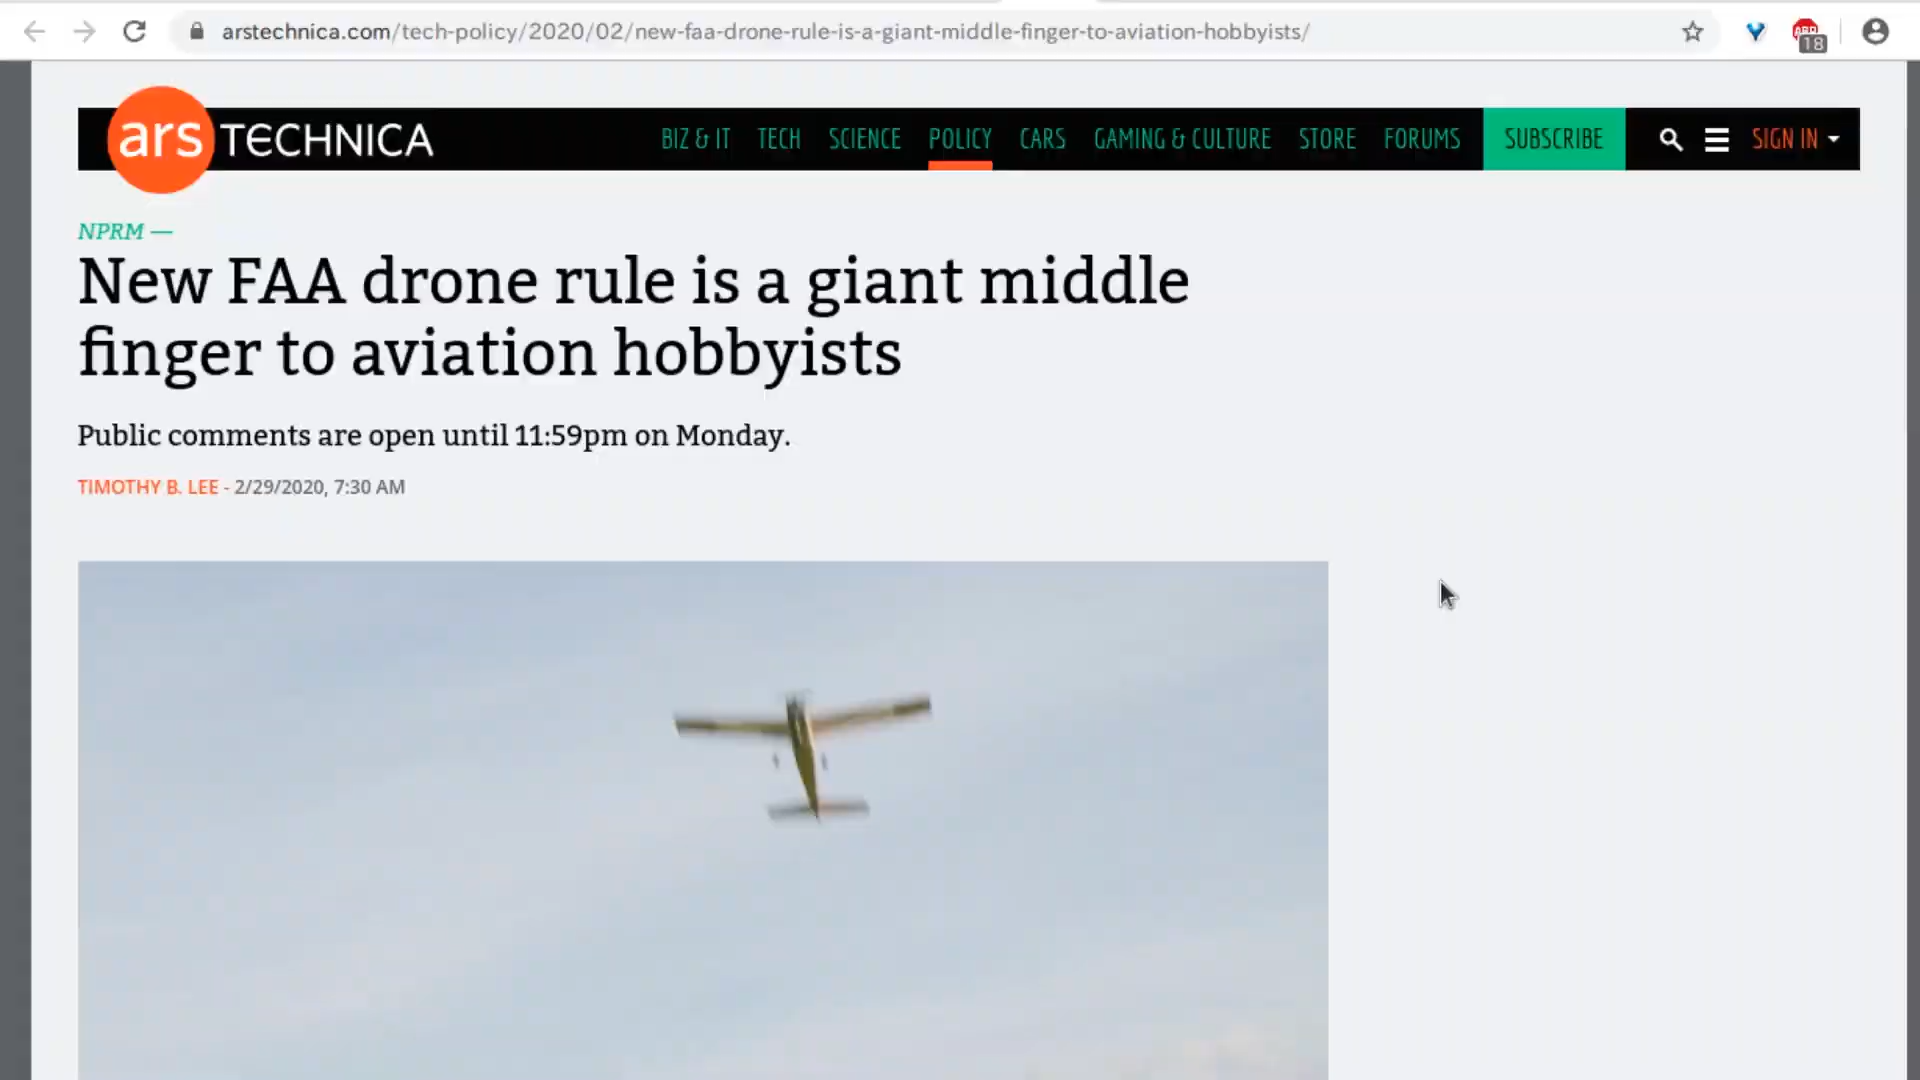 arstechnica.com/tech-policy/2020/02/new-faa-drone-rule-is-a-giant-middle-finger-to-aviation-hobbyists/
ABP
18
ars TECHNICA
BIZ & IT TECH SCIENCE POLICY CARS GAMING & CULTURE STORE FORUMS SUBSCRIBE SIGN IN
NPRM —
New FAA drone rule is a giant middle
finger to aviation hobbyists
Public comments are open until 11:59pm on Monday.
TIMOTHY B. LEE - 2/29/2020, 7:30 AM